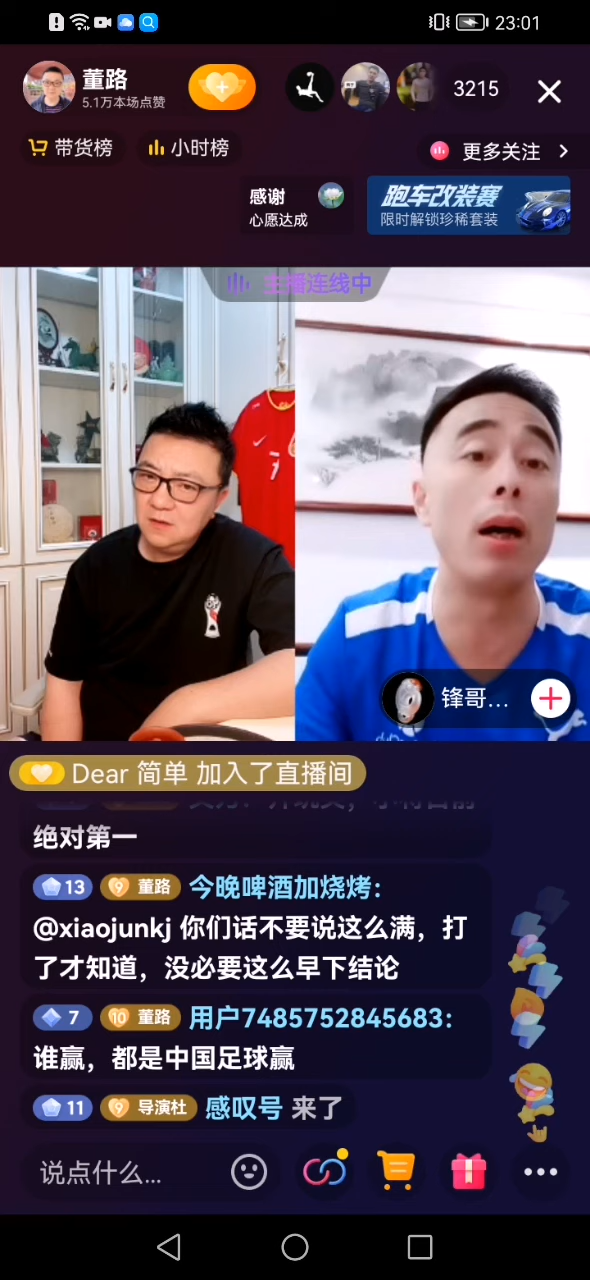 23:01
董路
5.1万本场点赞
3215
带货榜
小时榜
更多关注
感谢
心愿达成
跑车改装赛
限时解锁珍稀套装
主播连线中
7
锋哥...
Dear 简单 加入了直播间
绝对第一
13 9 董路 今晚啤酒加烧烤:
@xiaojunkj 你们话不要说这么满，打
了才知道，没必要这么早下结论
7 10 董路 用户7485752845683:
谁赢，都是中国足球赢
11 9 导演社 感叹号 来了
说点什么...